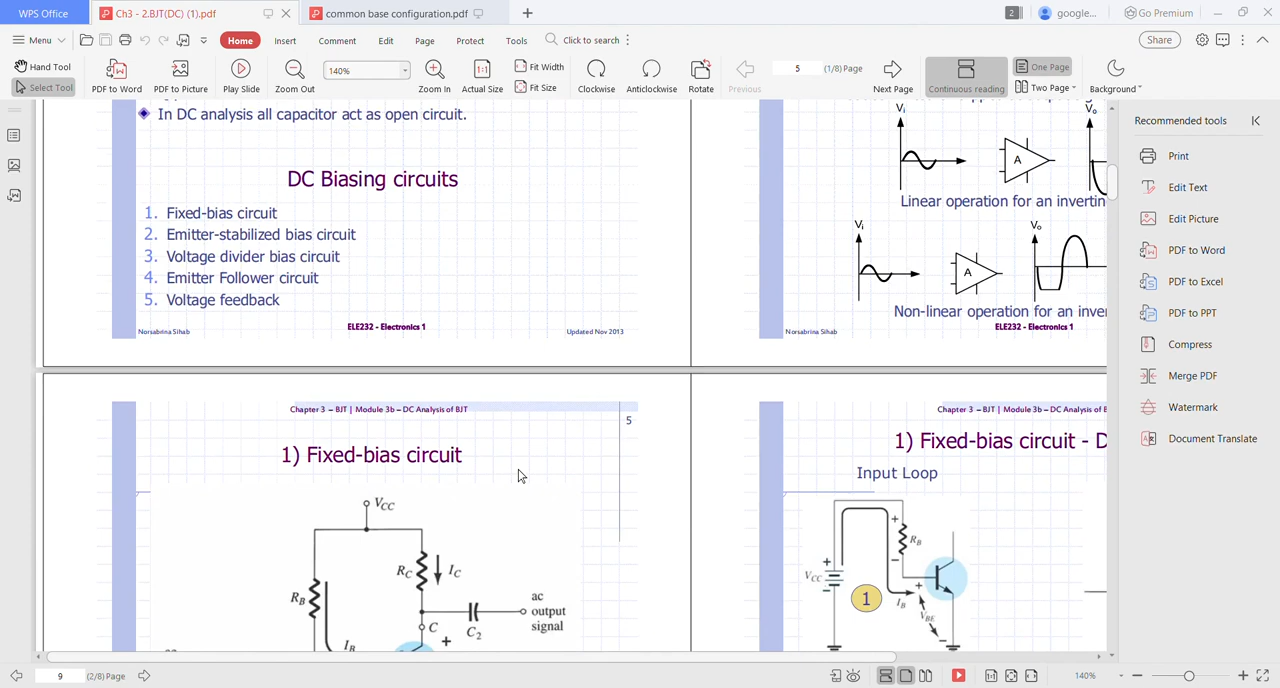 WPS Office
Ch3 - 2.BJT(DC) (1).pdf
common base configuration.pdf
2
google...
Go Premium
Menu
Home
Insert
Comment
Edit
Page
Protect
Tools
Click to search
Share
Hand Tool
Select Tool
PDF to Word
PDF to Picture
Play Slide
Zoom Out
140%
Zoom In
1:1
Actual Size
Fit Width
Fit Size
Clockwise
Anticlockwise
Rotate
Previous
5
(1/8)Page
Next Page
Continuous reading
One Page
Two Page
Background
In DC analysis all capacitor act as open circuit.
DC Biasing circuits
1. Fixed-bias circuit
2. Emitter-stabilized bias circuit
3. Voltage divider bias circuit
4. Emitter Follower circuit
5. Voltage feedback
Norsabrina Sihab
ELE232 - Electronics 1
Updated Nov 2013
Vi
A
Vo
Linear operation for an invertin
Vi
A
Vo
Non-linear operation for an inver
Norsabrina Sihab
ELE232 - Electronics 1
Chapter 3 – BJT | Module 3b – DC Analysis of BJT
5
1) Fixed-bias circuit
VCC
RC
IC
RB
IB
C
+
C2
ac
output
signal
Chapter 3 – BJT | Module 3b – DC Analysis of B
1) Fixed-bias circuit - D
Input Loop
+
RB
−
+
VCC
−
1
IB
+
VBE
−
Recommended tools
Print
Edit Text
Edit Picture
PDF to Word
PDF to Excel
PDF to PPT
Compress
Merge PDF
Watermark
Document Translate
9
(2/8)Page
140%